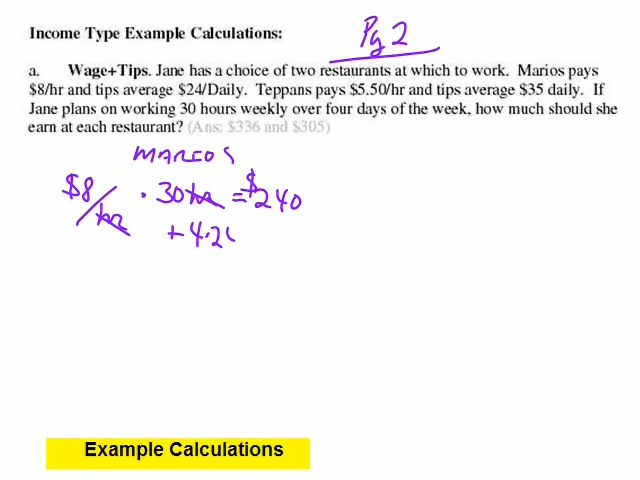 Income Type Example Calculations:
Pg 2
a. Wage+Tips. Jane has a choice of two restaurants at which to work. Marios pays
$8/hr and tips average $24/Daily. Teppans pays $5.50/hr and tips average $35 daily. If
Jane plans on working 30 hours weekly over four days of the week, how much should she
earn at each restaurant? (Ans: $336 and $305)
MARIOS
$8/hr · 30hr = $240
+ 4·2
Example Calculations